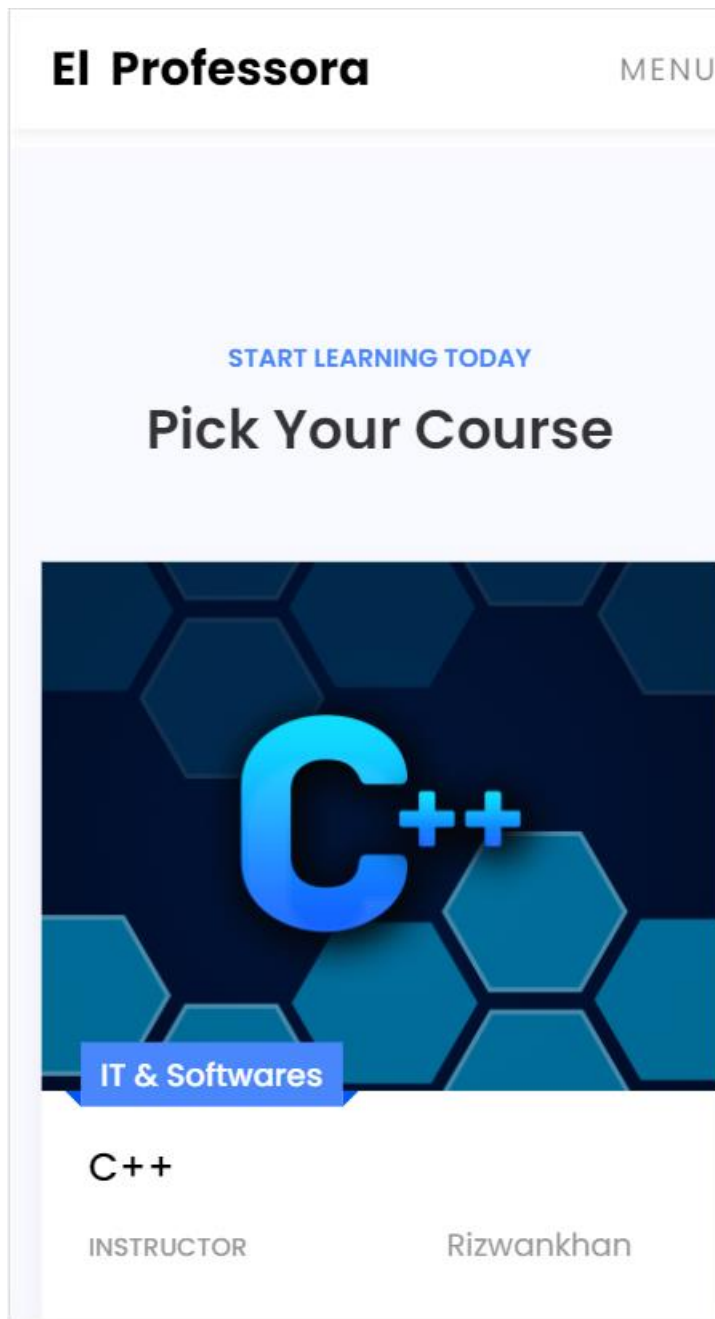 El Professora
MENU
START LEARNING TODAY
Pick Your Course
C++
IT & Softwares
C++
INSTRUCTOR Rizwankhan